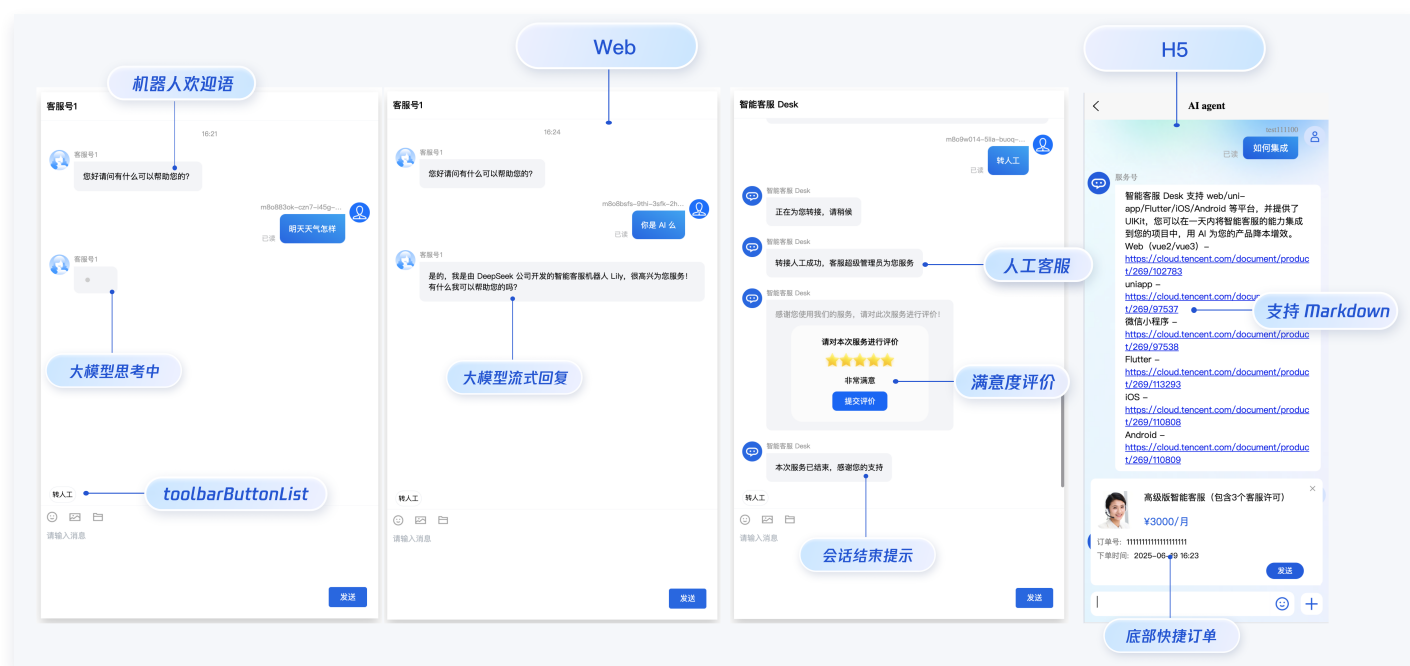 Web
H5
机器人欢迎语
客服号1
16:21
客服号1
您好请问有什么可以帮助您的?
m8o883ok-czn7-i45g-...
已读
明天天气怎样
客服号1
大模型思考中
转人工
toolbarButtonList
请输入消息
发送
客服号1
16:24
客服号1
您好请问有什么可以帮助您的?
已读
你是 AI 么
客服号1
是的，我是由 DeepSeek 公司开发的智能客服机器人 Lily，很高兴为您服务！
有什么我可以帮助您的吗?
大模型流式回复
转人工
请输入消息
发送
智能客服 Desk
转人工
已读
智能客服 Desk
正在为您转接，请稍候
智能客服 Desk
转接人工成功，客服超级管理员为您服务
人工客服
智能客服 Desk
感谢您使用我们的服务，请对此次服务进行评价！
请对本次服务进行评价
非常满意
满意度评价
提交评价
智能客服 Desk
本次服务已结束，感谢您的支持
转人工
请输入消息
会话结束提示
发送
AI agent
test111100
已读
如何集成
服务号
智能客服 Desk 支持 web/uni-
app/Flutter/iOS/Android 等平台，并提供了
UIKit，您可以在一天内将智能客服的能力集成
到您的项目中，用 AI 为您的产品降本增效。
Web（vue2/vue3）–
https://cloud.tencent.com/document/produc
t/269/102783
uniapp –
https://cloud.tencent.com/docum
t/269/97537
支持 Markdown
微信小程序 –
https://cloud.tencent.com/document/produc
t/269/97538
Flutter –
https://cloud.tencent.com/document/produc
t/269/113293
iOS –
https://cloud.tencent.com/document/produc
t/269/110808
Android –
https://cloud.tencent.com/document/produc
t/269/110809
高级版智能客服（包含3个客服许可）
¥3000/月
订单号:
下单时间: 2025-06-19 16:23
发送
底部快捷订单